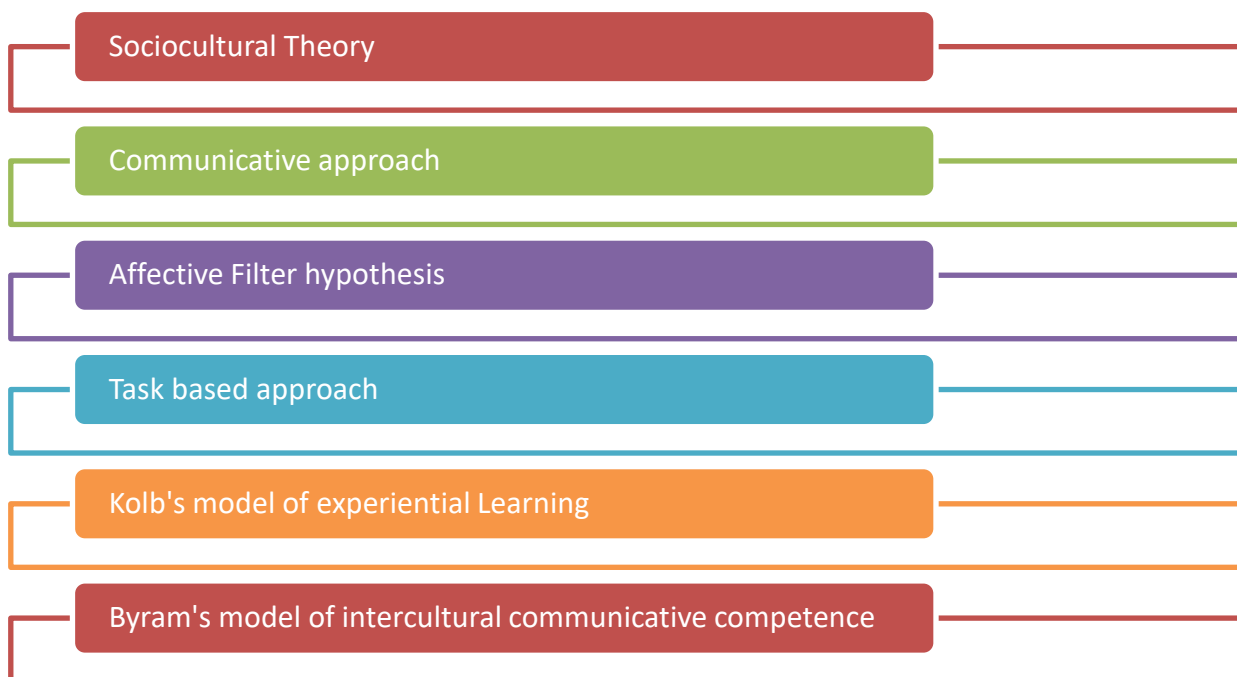 Sociocultural Theory
Communicative approach
Affective Filter hypothesis
Task based approach
Kolb's model of experiential Learning
Byram's model of intercultural communicative competence